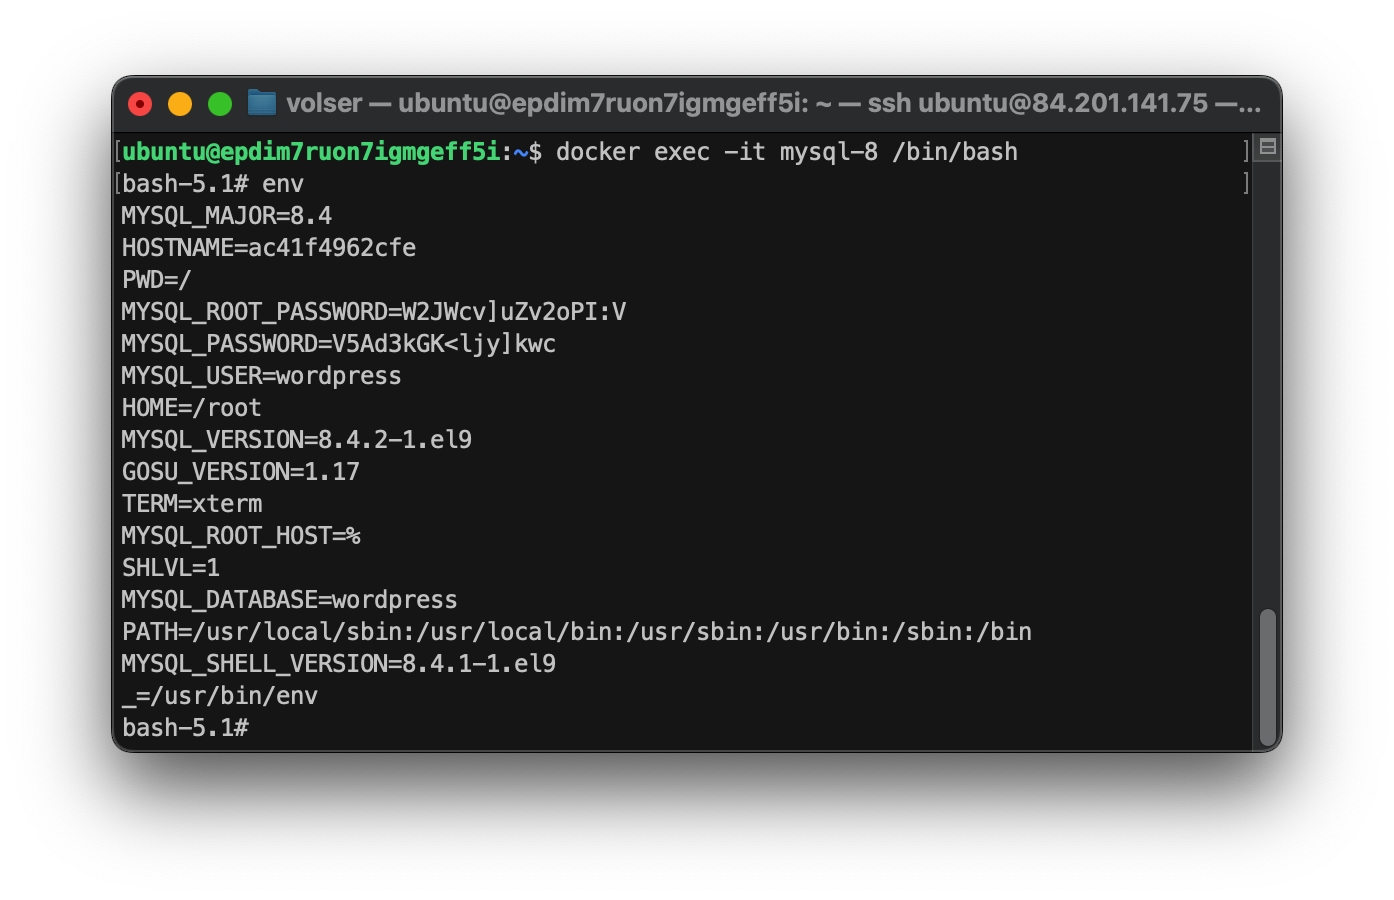 volser — ubuntu@epdim7ruon7igmgeff5i: ~ — ssh ubuntu@84.201.141.75 —...
[ubuntu@epdim7ruon7igmgeff5i:~$ docker exec -it mysql-8 /bin/bash ]
[bash-5.1# env ]
MYSQL_MAJOR=8.4
HOSTNAME=ac41f4962cfe
PWD=/
MYSQL_ROOT_PASSWORD=W2JWcv]uZv2oPI:V
MYSQL_PASSWORD=V5Ad3kGK<ljy]kwc
MYSQL_USER=wordpress
HOME=/root
MYSQL_VERSION=8.4.2-1.el9
GOSU_VERSION=1.17
TERM=xterm
MYSQL_ROOT_HOST=%
SHLVL=1
MYSQL_DATABASE=wordpress
PATH=/usr/local/sbin:/usr/local/bin:/usr/sbin:/usr/bin:/sbin:/bin
MYSQL_SHELL_VERSION=8.4.1-1.el9
_=/usr/bin/env
bash-5.1#